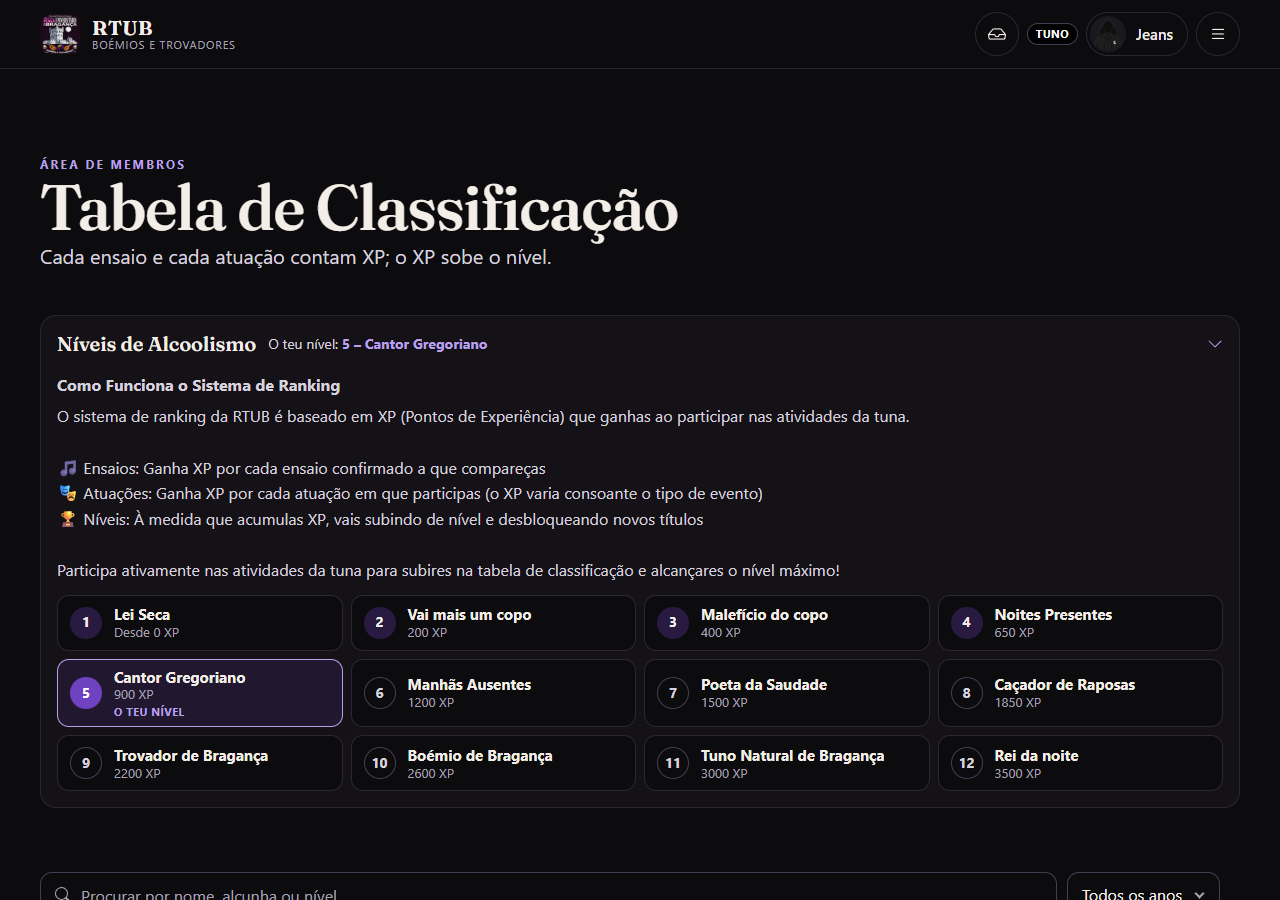 RTUB
BOÉMIOS E TROVADORES
TUNO
Jeans
ÁREA DE MEMBROS
Tabela de Classificação
Cada ensaio e cada atuação contam XP; o XP sobe o nível.
Níveis de Alcoolismo O teu nível: 5 – Cantor Gregoriano
Como Funciona o Sistema de Ranking
O sistema de ranking da RTUB é baseado em XP (Pontos de Experiência) que ganhas ao participar nas atividades da tuna.
🎵 Ensaios: Ganha XP por cada ensaio confirmado a que compareças
🎭 Atuações: Ganha XP por cada atuação em que participas (o XP varia consoante o tipo de evento)
🏆 Níveis: À medida que acumulas XP, vais subindo de nível e desbloqueando novos títulos
Participa ativamente nas atividades da tuna para subires na tabela de classificação e alcançares o nível máximo!
1 Lei Seca
Desde 0 XP
2 Vai mais um copo
200 XP
3 Malefício do copo
400 XP
4 Noites Presentes
650 XP
5 Cantor Gregoriano
900 XP
O TEU NÍVEL
6 Manhãs Ausentes
1200 XP
7 Poeta da Saudade
1500 XP
8 Caçador de Raposas
1850 XP
9 Trovador de Bragança
2200 XP
10 Boémio de Bragança
2600 XP
11 Tuno Natural de Bragança
3000 XP
12 Rei da noite
3500 XP
Procurar por nome, alcunha ou nível
Todos os anos